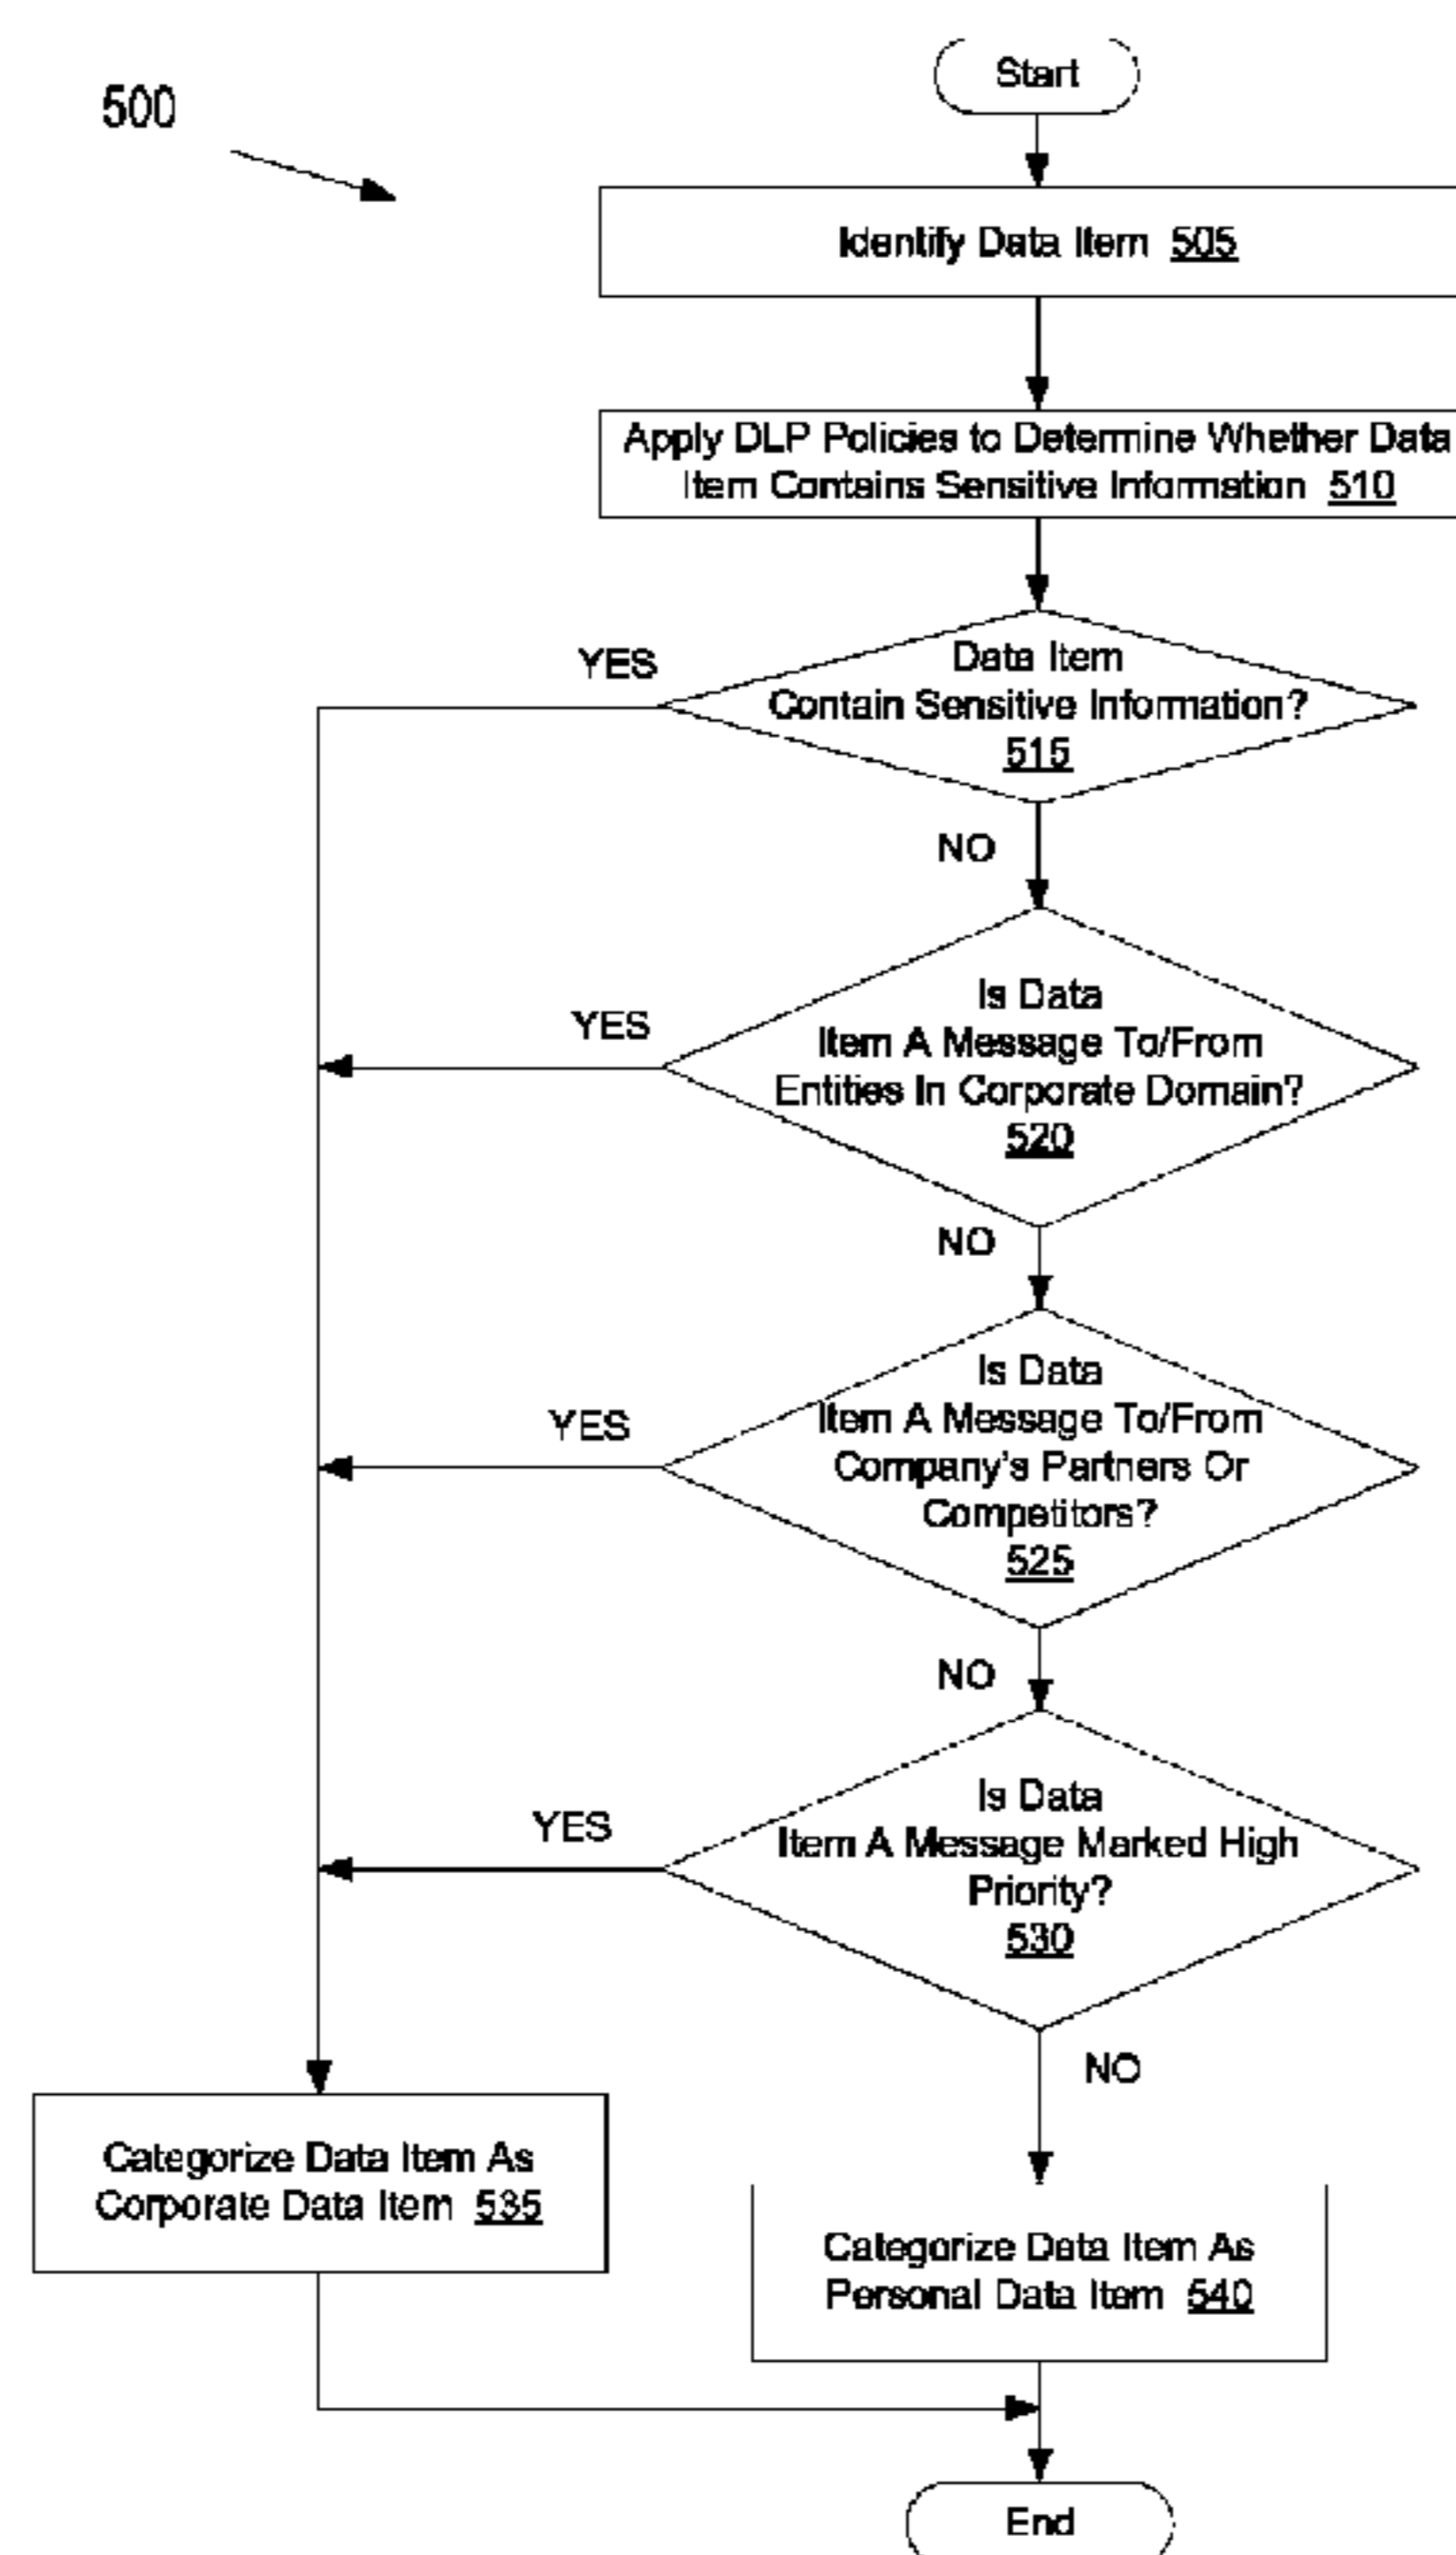 500
Start
Identify Data Item 505
Apply DLP Policies to Determine Whether Data
Item Contains Sensitive Information 510
YES
Data Item
Contain Sensitive Information?
515
NO
YES
Is Data
Item A Message To/From
Entities In Corporate Domain?
520
NO
YES
Is Data
Item A Message To/From
Company's Partners Or
Competitors?
525
NO
YES
Is Data
Item A Message Marked High
Priority?
530
NO
Categorize Data Item As
Corporate Data Item 535
Categorize Data Item As
Personal Data Item 540
End